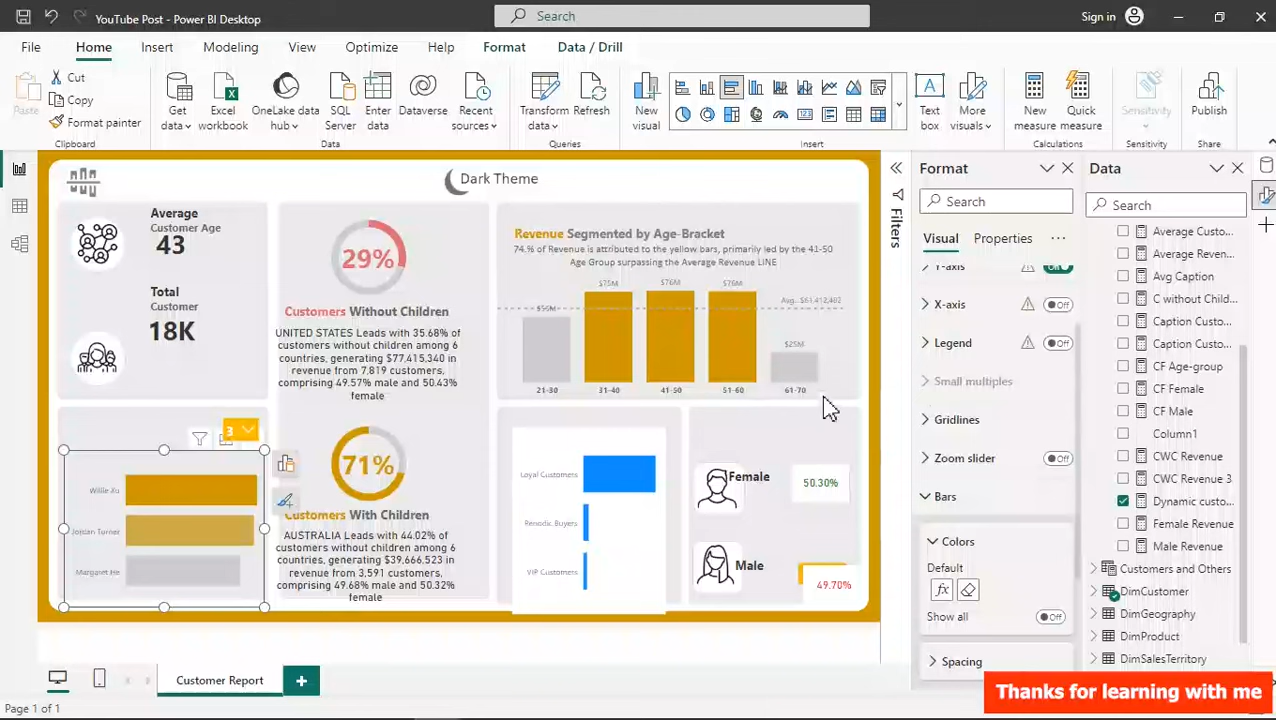 YouTube Post - Power BI Desktop
Search
Sign in
File
Home
Insert
Modeling
View
Optimize
Help
Format
Data / Drill
Paste
Cut
Copy
Format painter
Get data
Excel workbook
OneLake data hub
SQL Server
Enter data
Dataverse
Recent sources
Transform data
Refresh
New visual
Text box
More visuals
New measure
Quick measure
Sensitivity
Publish
Clipboard
Data
Queries
Insert
Calculations
Sensitivity
Share
Dark Theme
Average
Customer Age
43
Total
Customer
18K
29%
Customers Without Children
UNITED STATES Leads with 35.68% of
customers without children among 6
countries, generating $77,415,340 in
revenue from 7,819 customers,
comprising 49.57% male and 50.43%
female
71%
Customers With Children
AUSTRALIA Leads with 44.02% of
customers without children among 6
countries, generating $39,666,523 in
revenue from 3,591 customers,
comprising 49.68% male and 50.32%
female
Revenue Segmented by Age-Bracket
74.% of Revenue is attributed to the yellow bars, primarily led by the 41-50
Age Group surpassing the Average Revenue LINE
$75M
$76M
$76M
Avg.. $61,412,402
$25M
21-30
31-40
41-50
51-60
61-70
3
Willie Xu
Jordan Turner
Margaret He
Loyal Customers
Periodic Buyers
VIP Customers
Female
50.30%
Male
49.70%
Filters
Format
Search
Visual
Properties
Y-axis
On
X-axis
Off
Legend
Off
Small multiples
Gridlines
Zoom slider
Off
Bars
Colors
Default
fx
Show all
Off
Spacing
Data
Search
Average Custo...
Average Reven...
Avg Caption
C without Child...
Caption Custo...
Caption Custo...
CF Age-group
CF Female
CF Male
Column1
CWC Revenue
CWC Revenue 3
Dynamic custo...
Female Revenue
Male Revenue
Customers and Others
DimCustomer
DimGeography
DimProduct
DimSalesTerritory
Customer Report
Page 1 of 1
Thanks for learning with me